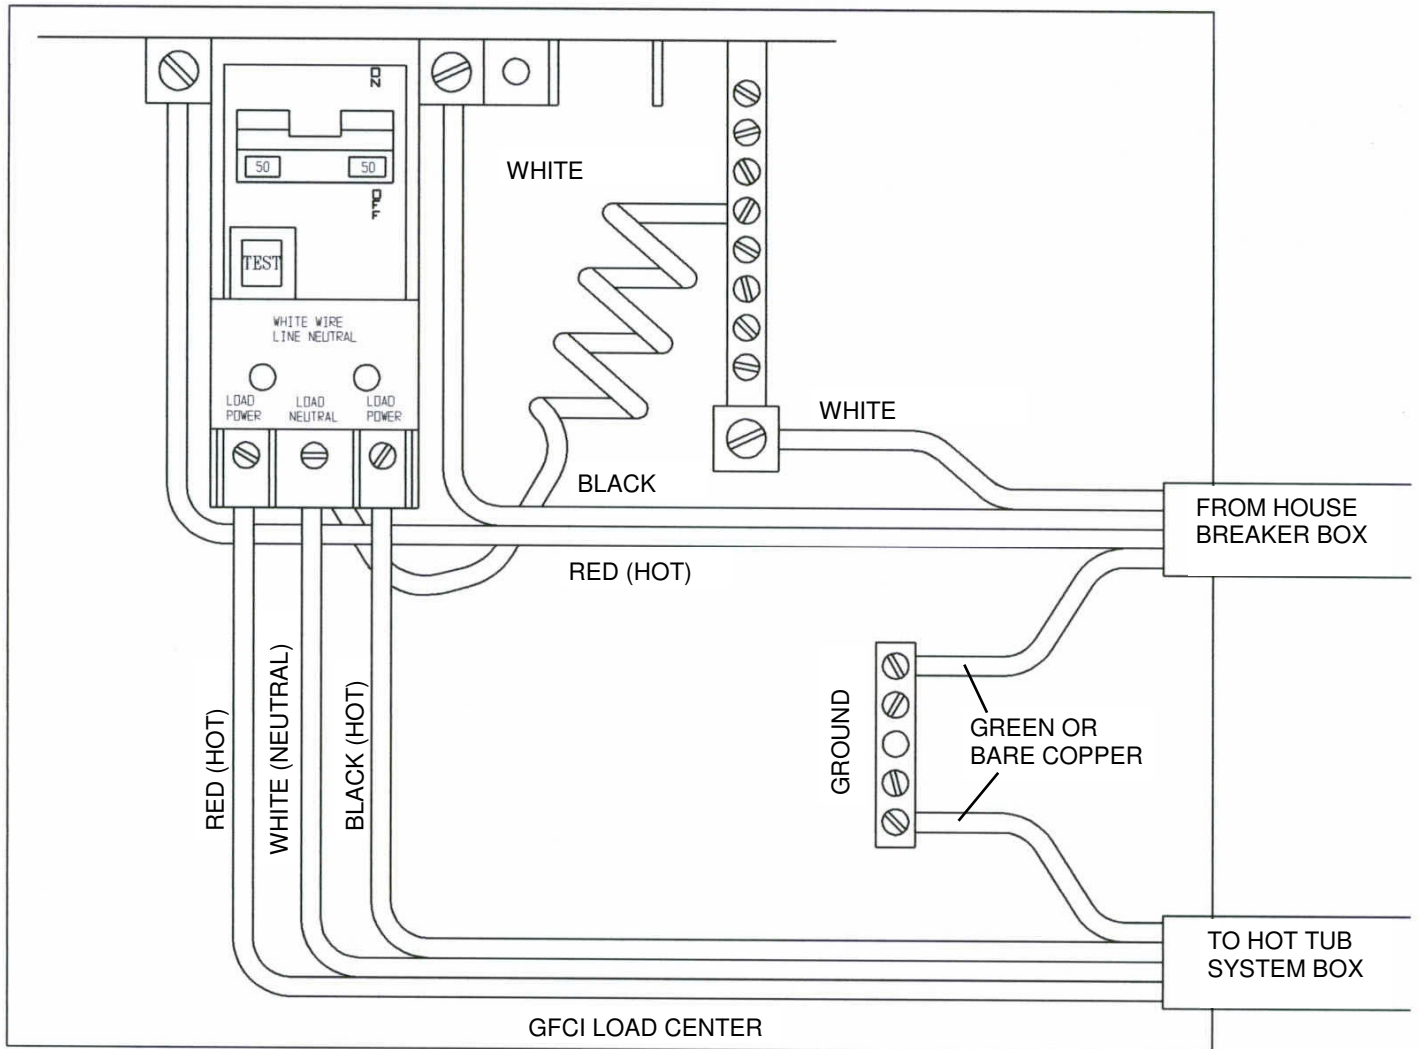 ON
50
50
OFF
TEST
WHITE WIRE
LINE NEUTRAL
LOAD
POWER
LOAD
NEUTRAL
LOAD
POWER
WHITE
WHITE
BLACK
RED (HOT)
FROM HOUSE
BREAKER BOX
RED (HOT)
WHITE (NEUTRAL)
BLACK (HOT)
GROUND
GREEN OR
BARE COPPER
TO HOT TUB
SYSTEM BOX
GFCI LOAD CENTER